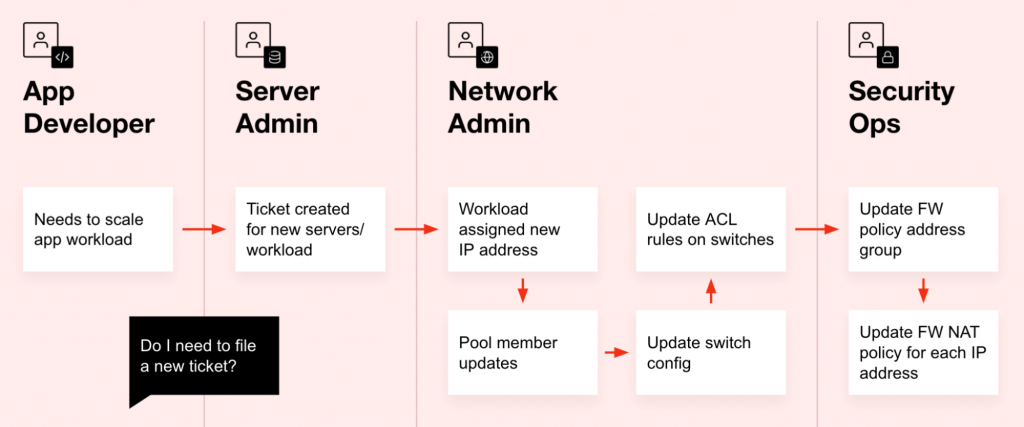 App
Developer
Server
Admin
Network
Admin
Security
Ops
Needs to scale
app workload
Ticket created
for new servers/
workload
Workload
assigned new
IP address
Pool member
updates
Update switch
config
Update ACL
rules on switches
Update FW
policy address
group
Update FW NAT
policy for each IP
address
Do I need to file
a new ticket?